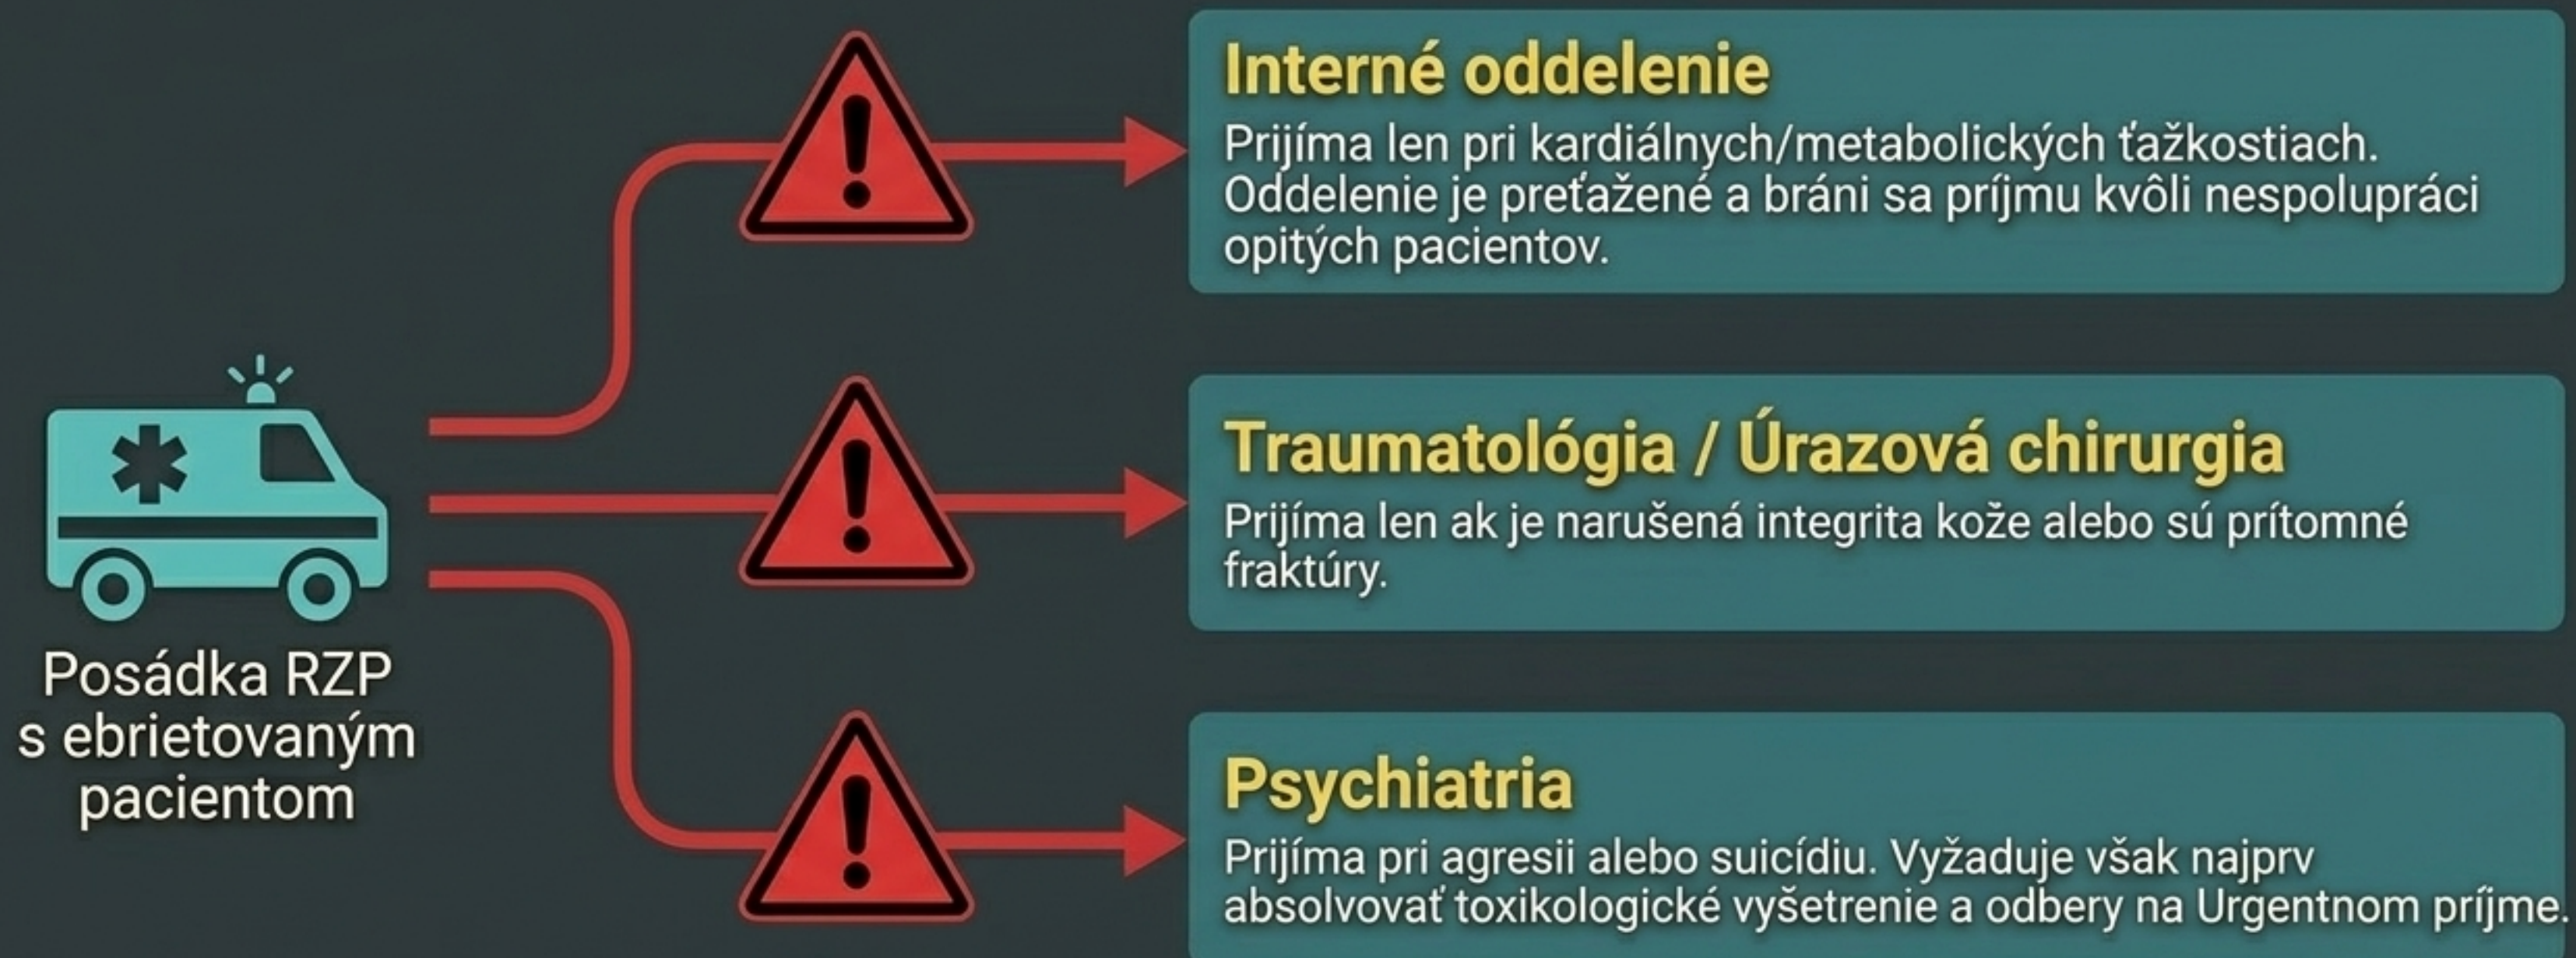 Interné oddelenie
Prijíma len pri kardiálnych/metabolických ťažkostiach.
Oddelenie je preťažené a bráni sa príjmu kvôli nespolupráci
opitých pacientov.
Posádka RZP
s ebrietovaným
pacientom
Traumatológia / Úrazová chirurgia
Prijíma len ak je narušená integrita kože alebo sú prítomné
fraktúry.
Psychiatria
Prijíma pri agresii alebo suicídiu. Vyžaduje však najprv
absolvovať toxikologické vyšetrenie a odbery na Urgentnom príjme.